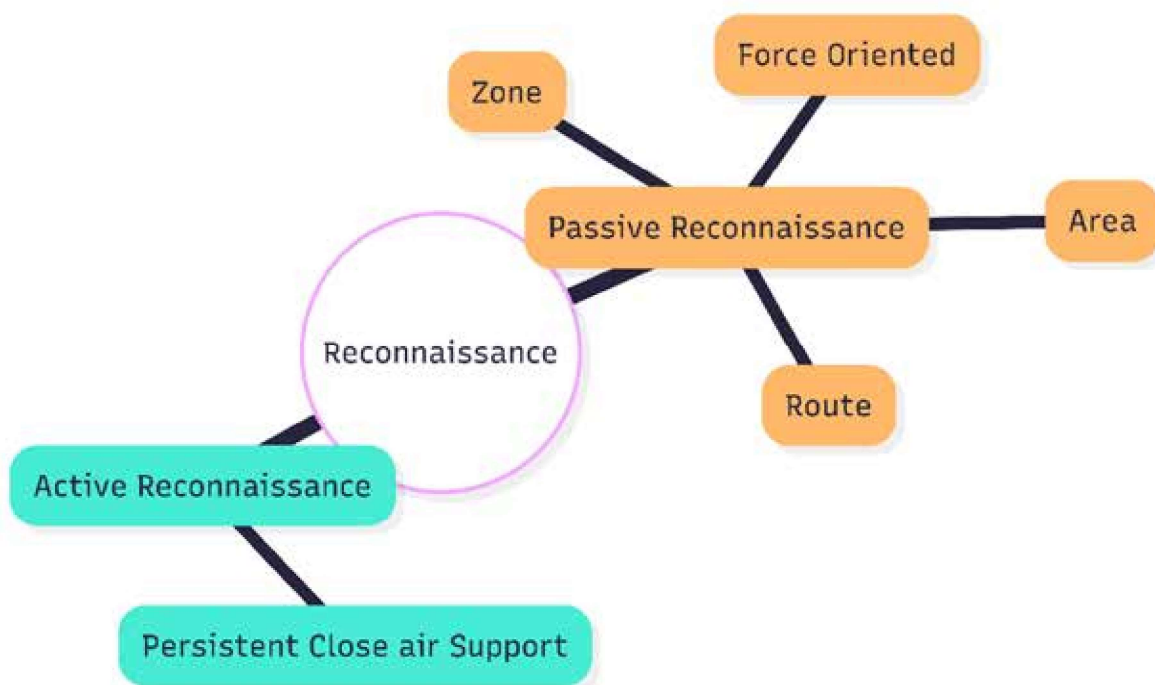 Force Oriented
Zone
Passive Reconnaissance
Area
Reconnaissance
Route
Active Reconnaissance
Persistent Close air Support